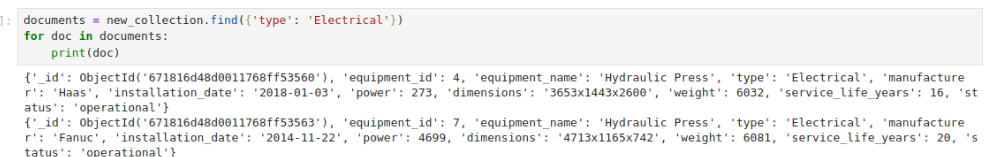 ]: documents = new_collection.find({'type': 'Electrical'})
for doc in documents:
    print(doc)
{'_id': ObjectId('671816d48d0011768ff53560'), 'equipment_id': 4, 'equipment_name': 'Hydraulic Press', 'type': 'Electrical', 'manufacture
r': 'Haas', 'installation_date': '2018-01-03', 'power': 273, 'dimensions': '3653x1443x2600', 'weight': 6032, 'service_life_years': 16, 'st
atus': 'operational'}
{'_id': ObjectId('671816d48d0011768ff53563'), 'equipment_id': 7, 'equipment_name': 'Hydraulic Press', 'type': 'Electrical', 'manufacture
r': 'Fanuc', 'installation_date': '2014-11-22', 'power': 4699, 'dimensions': '4713x1165x742', 'weight': 6081, 'service_life_years': 20, 's
tatus': 'operational'}